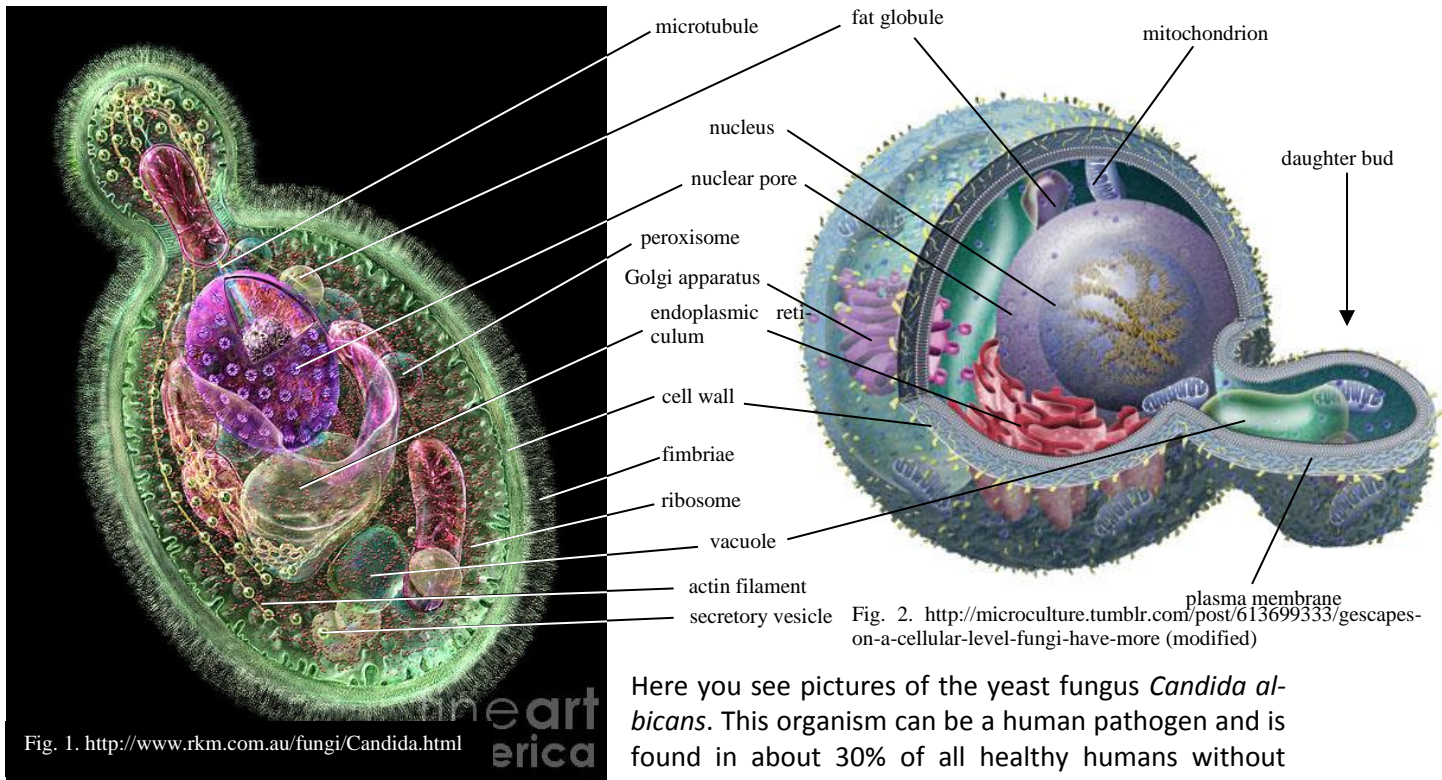 microtubule
fat globule
mitochondrion
nucleus
daughter bud
nuclear pore
peroxisome
Golgi apparatus
endoplasmic reti-
culum
cell wall
fimbriae
ribosome
vacuole
actin filament
plasma membrane
secretory vesicle
Fig. 2. http://microculture.tumblr.com/post/613699333/gescapes-
on-a-cellular-level-fungi-have-more (modified)
Here you see pictures of the yeast fungus Candida al-
bicans. This organism can be a human pathogen and is
found in about 30% of all healthy humans without
ineart
erica
Fig. 1. http://www.rkm.com.au/fungi/Candida.html